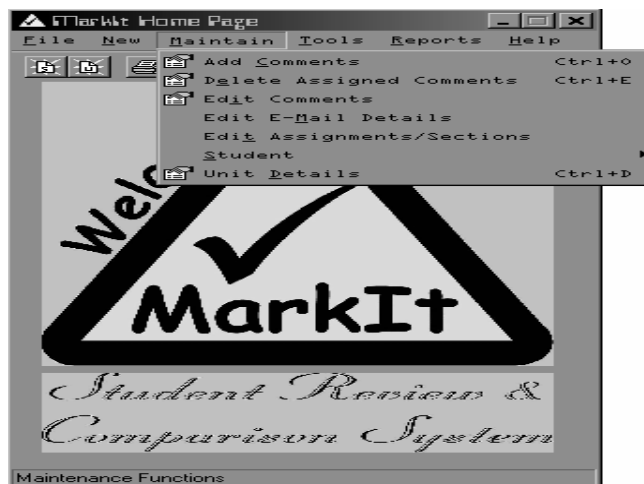 MarkIt Home Page
File New Maintain Tools Reports Help
Add Comments Ctrl+O
Delete Assigned Comments Ctrl+E
Edit Comments
Edit E-Mail Details
Edit Assignments/Sections
Student
Unit Details Ctrl+D
Welc
MarkIt
Student Review &
Comparison System
Maintenance Functions